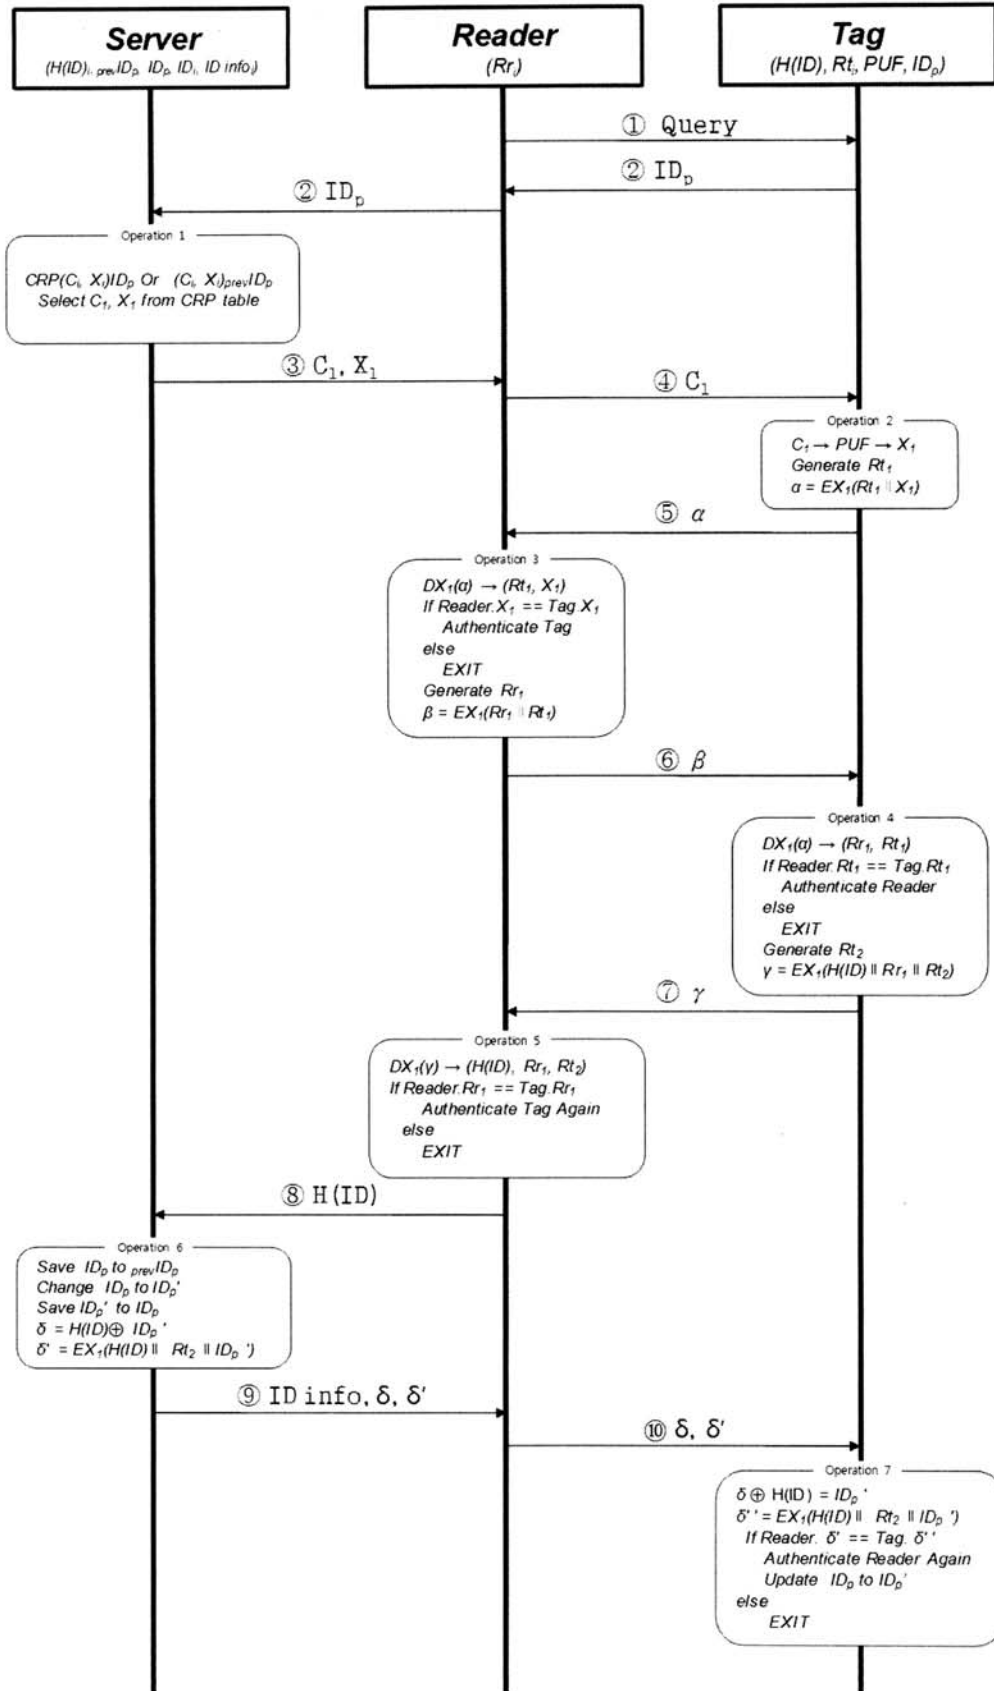 Server
(H(ID)i, prevIDp, IDp, IDi, ID infoi)
Reader
(Rri)
Tag
(H(ID), Rti, PUF, IDp)
① Query
② IDp
② IDp
Operation 1
CRP(Ci, Xi)IDp Or (Ci, Xi)prevIDp
Select C1, X1 from CRP table
③ C1, X1
④ C1
Operation 2
C1 → PUF → X1
Generate Rt1
α = EX1(Rt1 || X1)
⑤ α
Operation 3
DX1(α) → (Rt1, X1)
If Reader.X1 == Tag.X1
Authenticate Tag
else
EXIT
Generate Rr1
β = EX1(Rr1 || Rt1)
⑥ β
Operation 4
DX1(α) → (Rr1, Rt1)
If Reader.Rt1 == Tag.Rt1
Authenticate Reader
else
EXIT
Generate Rt2
γ = EX1(H(ID) || Rr1 || Rt2)
⑦ γ
Operation 5
DX1(γ) → (H(ID), Rr1, Rt2)
If Reader.Rr1 == Tag.Rr1
Authenticate Tag Again
else
EXIT
⑧ H(ID)
Operation 6
Save IDp to prevIDp
Change IDp to IDp'
Save IDp' to IDp
δ = H(ID)⊕ IDp'
δ' = EX1(H(ID) || Rt2 || IDp')
⑨ ID info, δ, δ'
⑩ δ, δ'
Operation 7
δ ⊕ H(ID) = IDp'
δ'' = EX1(H(ID) || Rt2 || IDp')
If Reader. δ' == Tag. δ''
Authenticate Reader Again
Update IDp to IDp'
else
EXIT